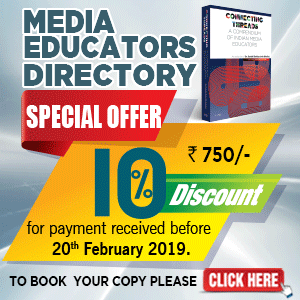 MEDIA
EDUCATORS
DIRECTORY
CONNECTING
THREADS
A COMPENDIUM
OF INDIAN MEDIA
EDUCATORS
SPECIAL OFFER
₹ 750/-
10% Discount
for payment received before
20th February 2019.
TO BOOK YOUR COPY PLEASE CLICK HERE